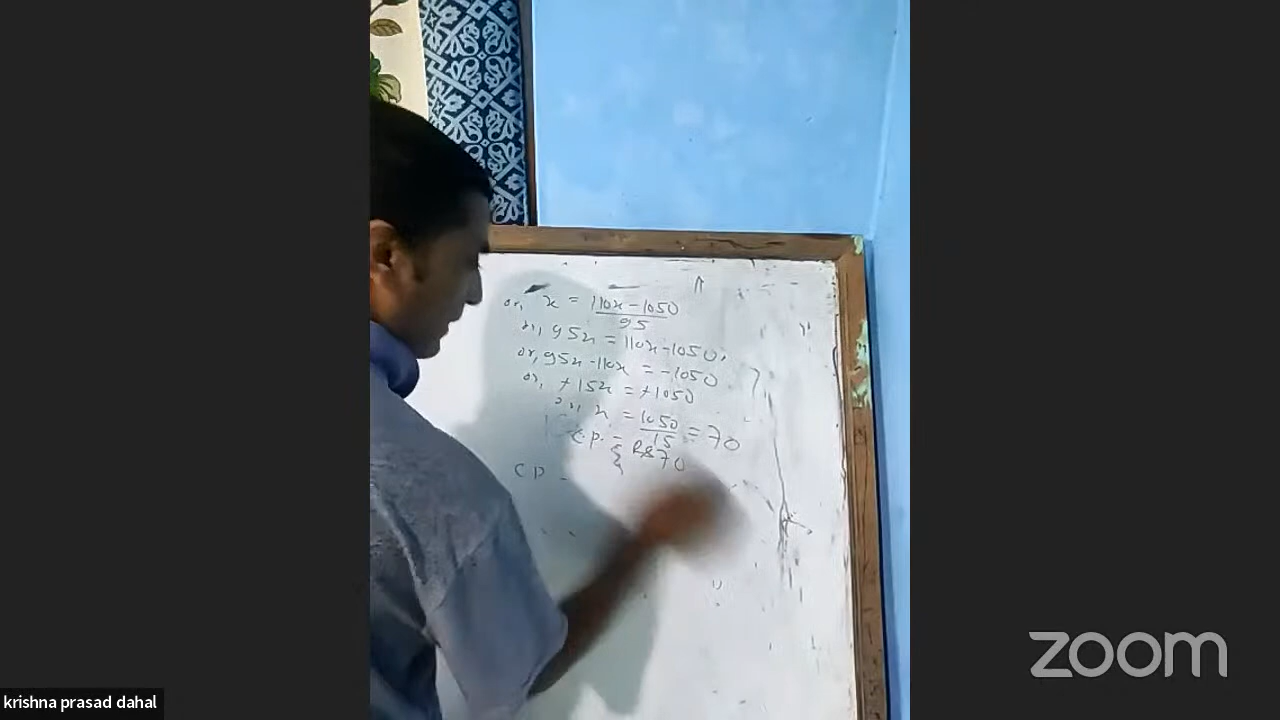 or, x = 110x - 1050 / 95
or, 95x = 110x - 1050
or, 95x - 110x = -1050
or, +15x = +1050
or, x = 1050 / 15 = 70
C.P. = Rs 70
C P =
zoom
krishna prasad dahal